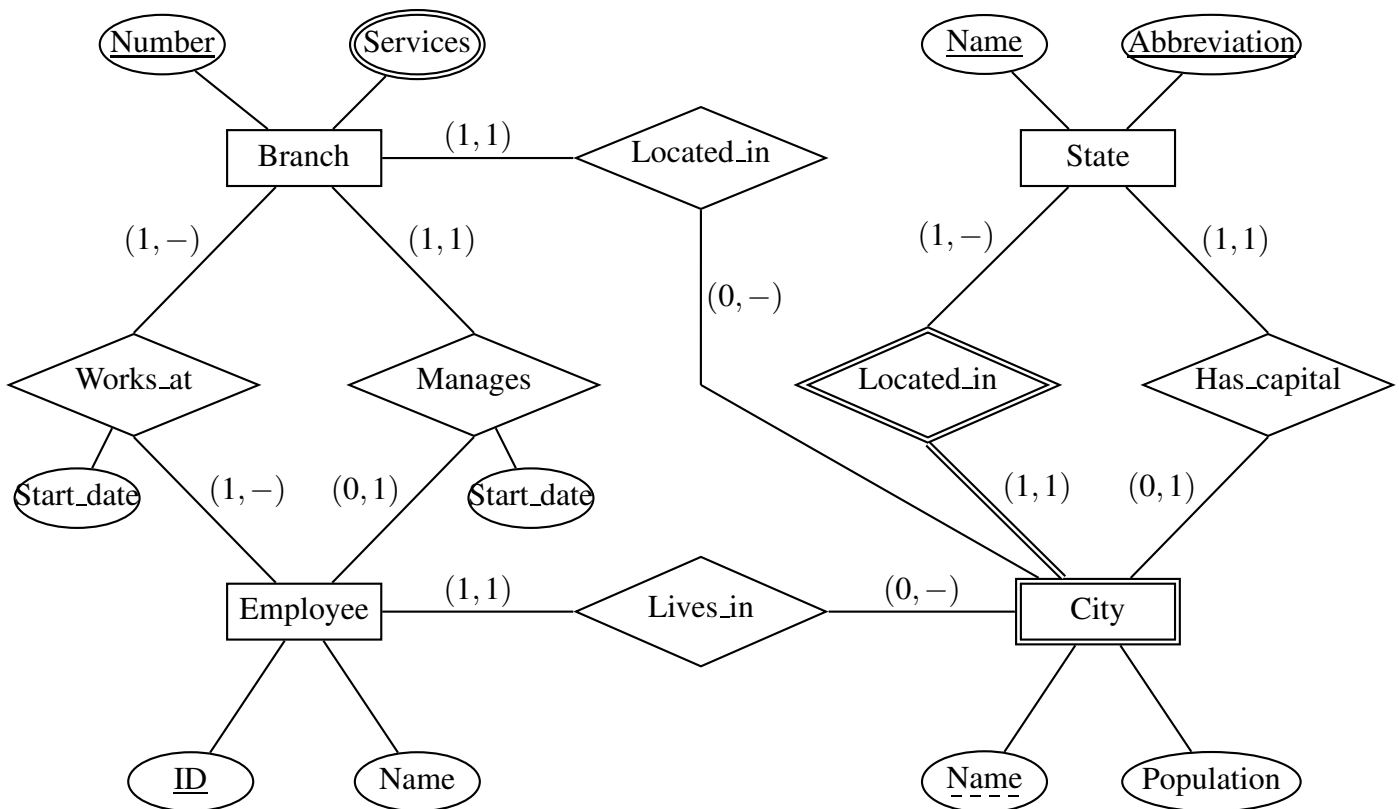 Number
Services
Name
Abbreviation
Branch
(1, 1)
Located_in
State
(1, −)
(1, 1)
(1, −)
(1, 1)
(0, −)
Works_at
Manages
Located_in
Has_capital
Start_date
(1, −)
(0, 1)
Start_date
(1, 1)
(0, 1)
Employee
(1, 1)
Lives_in
(0, −)
City
ID
Name
Name
Population